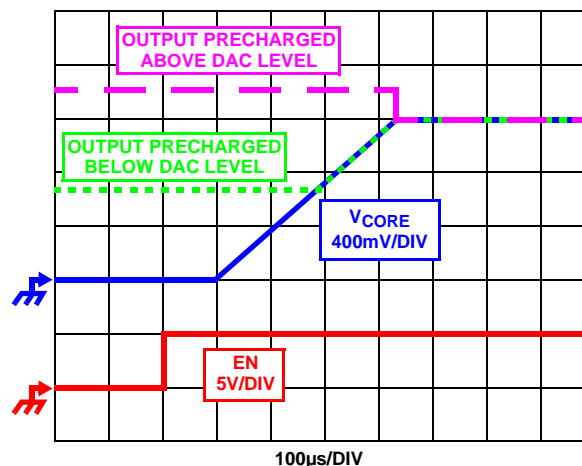 OUTPUT PRECHARGED
ABOVE DAC LEVEL
OUTPUT PRECHARGED
BELOW DAC LEVEL
VCORE
400mV/DIV
EN
5V/DIV
100µs/DIV